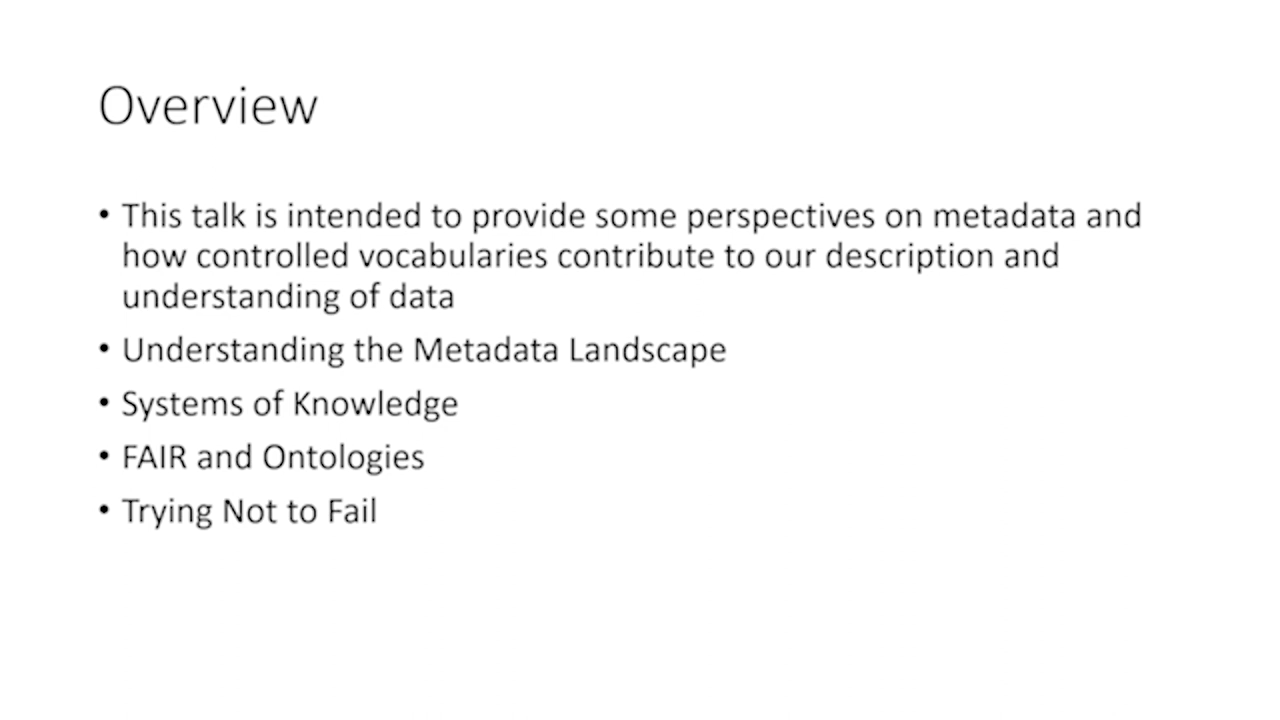 Overview
• This talk is intended to provide some perspectives on metadata and
how controlled vocabularies contribute to our description and
understanding of data
• Understanding the Metadata Landscape
• Systems of Knowledge
• FAIR and Ontologies
• Trying Not to Fail